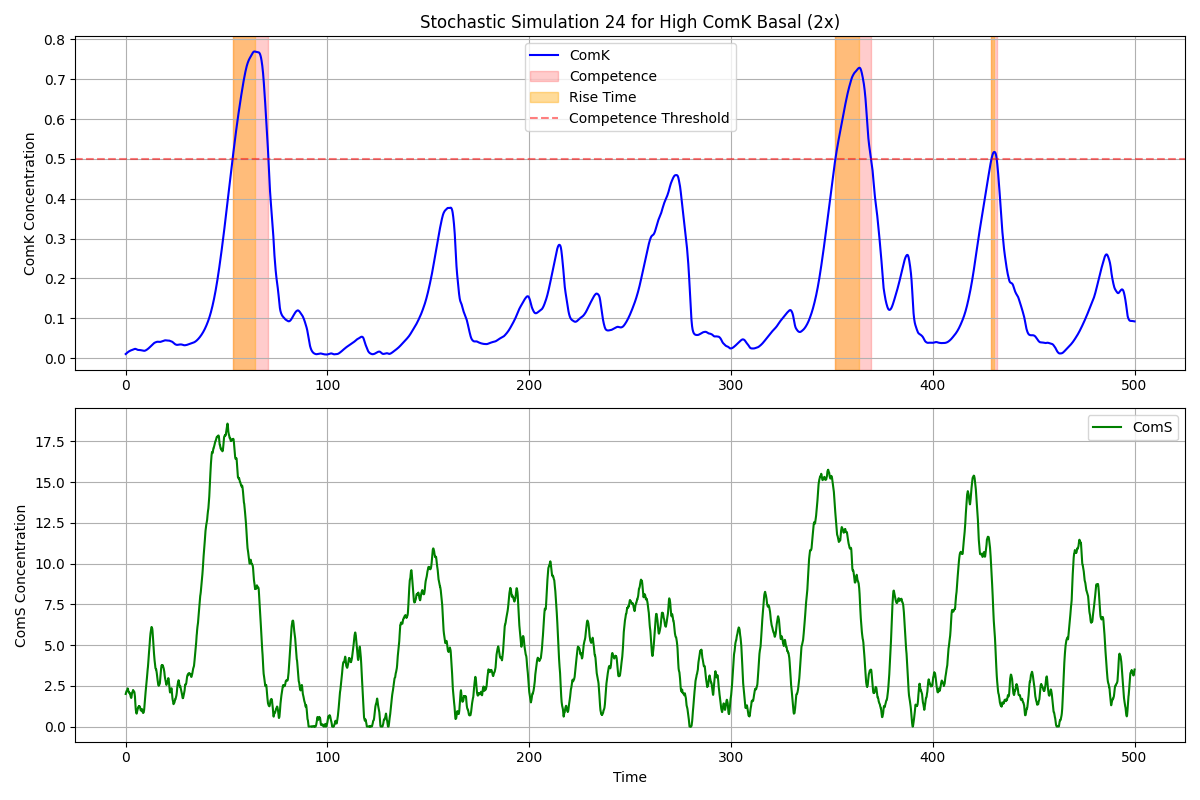 Stochastic Simulation 24 for High ComK Basal (2x)
ComK Concentration
0.8
0.7
0.6
0.5
0.4
0.3
0.2
0.1
0.0
ComK
Competence
Rise Time
Competence Threshold
0 100 200 300 400 500
ComS Concentration
17.5
15.0
12.5
10.0
7.5
5.0
2.5
0.0
ComS
0 100 200 300 400 500
Time